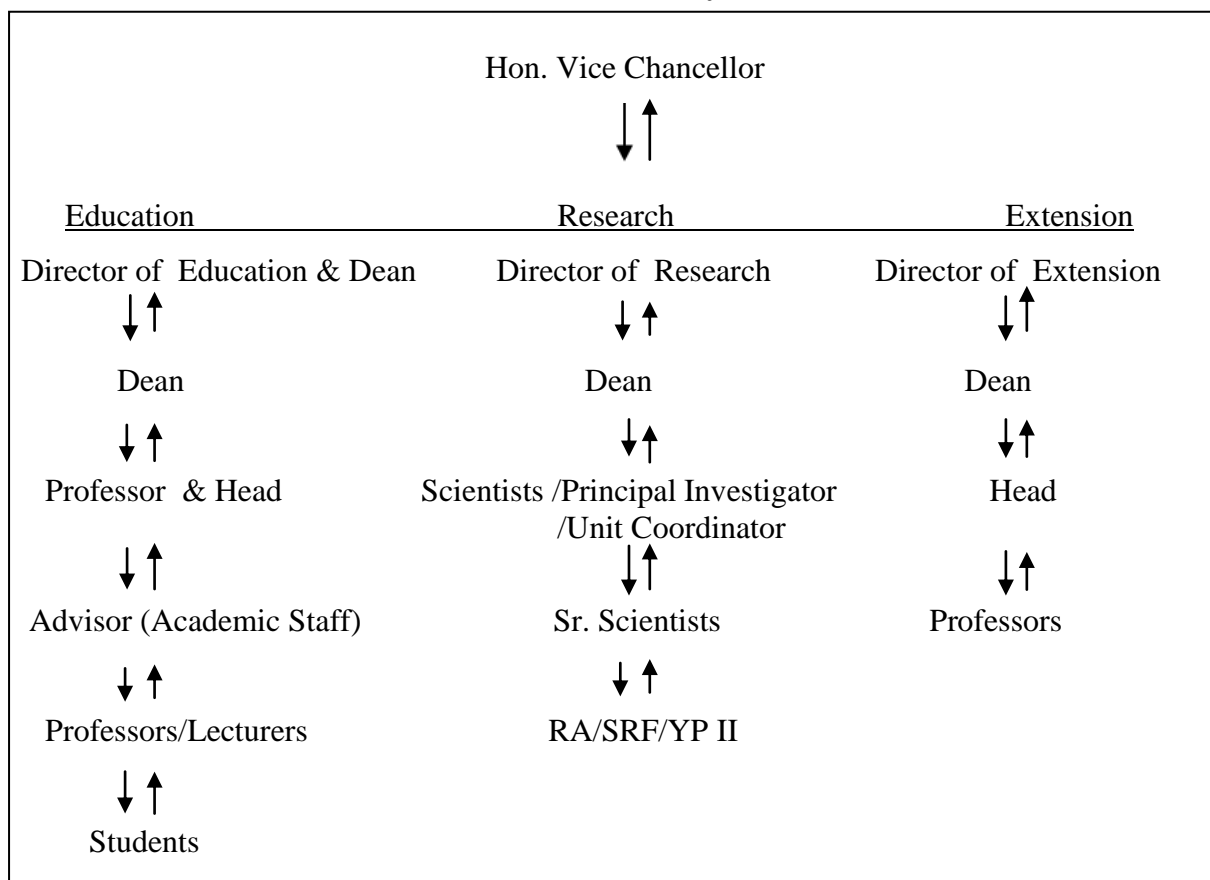 Hon. Vice Chancellor
Education Research Extension
Director of Education & Dean Director of Research Director of Extension
Dean Dean Dean
Professor & Head Scientists /Principal Investigator Head
/Unit Coordinator
Advisor (Academic Staff) Sr. Scientists Professors
Professors/Lecturers RA/SRF/YP II
Students